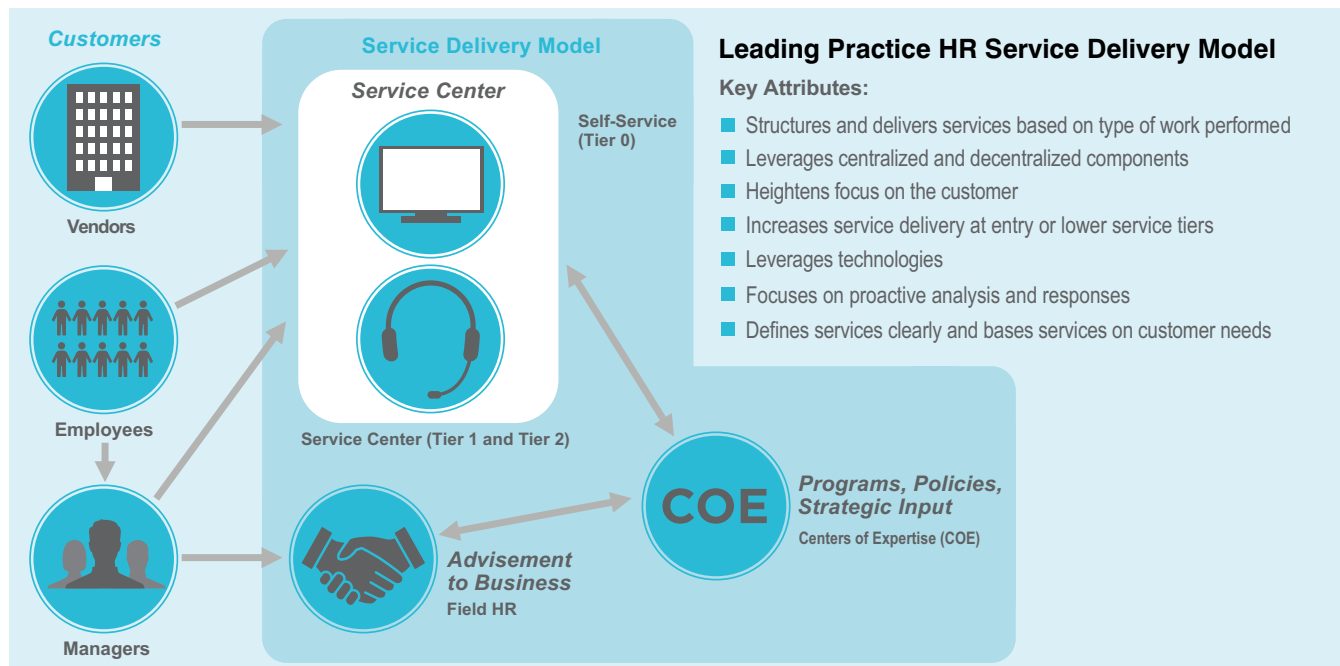 Customers
Vendors
Employees
Managers
Service Delivery Model
Service Center
Self-Service
(Tier 0)
Service Center (Tier 1 and Tier 2)
Advisement
to Business
Field HR
COE
Programs, Policies,
Strategic Input
Centers of Expertise (COE)
Leading Practice HR Service Delivery Model
Key Attributes:
Structures and delivers services based on type of work performed
Leverages centralized and decentralized components
Heightens focus on the customer
Increases service delivery at entry or lower service tiers
Leverages technologies
Focuses on proactive analysis and responses
Defines services clearly and bases services on customer needs